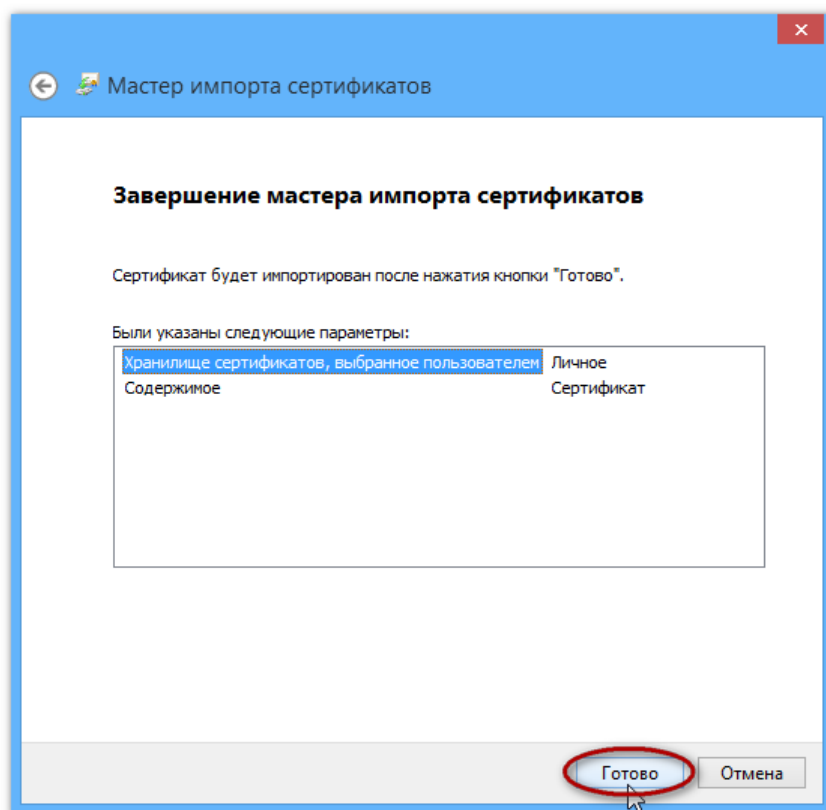 Мастер импорта сертификатов
Завершение мастера импорта сертификатов
Сертификат будет импортирован после нажатия кнопки "Готово".
Были указаны следующие параметры:
Хранилище сертификатов, выбранное пользователем Личное
Содержимое Сертификат
Готово Отмена